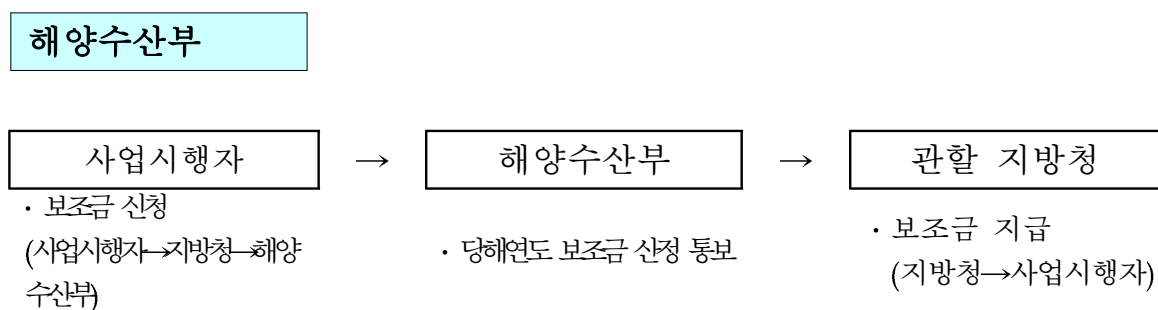 해양수산부
사업시행자 → 해양수산부 → 관할 지방청
· 보조금 신청
(사업시행자→지방청→해양
수산부)
· 당해연도 보조금 산정 통보
· 보조금 지급
(지방청→사업시행자)